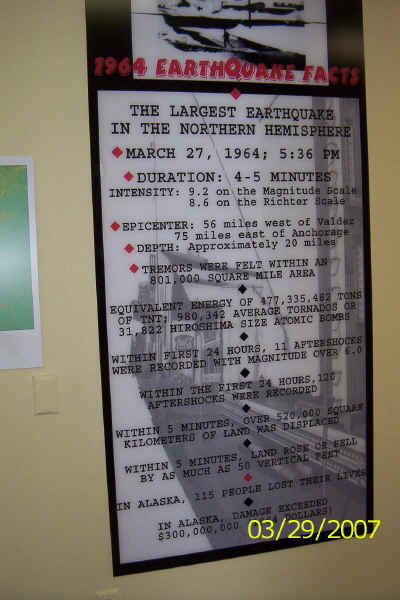 1964 EARTHQUAKE FACTS
THE LARGEST EARTHQUAKE
IN THE NORTHERN HEMISPHERE
MARCH 27, 1964; 5:36 PM
DURATION: 4-5 MINUTES
INTENSITY: 9.2 on the Magnitude Scale
8.6 on the Richter Scale
EPICENTER: 56 miles west of Valdez
75 miles east of Anchorage
DEPTH: Approximately 20 miles
TREMORS WERE FELT WITHIN AN
801,000 SQUARE MILE AREA
EQUIVALENT ENERGY OF 477,335,482 TONS
OF TNT; 980,342 AVERAGE TORNADOS OR
31,822 HIROSHIMA SIZE ATOMIC BOMBS
WITHIN FIRST 24 HOURS, 11 AFTERSHOCKS
WERE RECORDED WITH MAGNITUDE OVER 6.0
WITHIN THE FIRST 24 HOURS, 120
AFTERSHOCKS WERE RECORDED
WITHIN 5 MINUTES, OVER 520,000 SQUARE
KILOMETERS OF LAND WAS DISPLACED
WITHIN 5 MINUTES, LAND ROSE OR FELL
BY AS MUCH AS 50 VERTICAL FEET
IN ALASKA, 115 PEOPLE LOST THEIR LIVES
IN ALASKA, DAMAGE EXCEEDED
$300,000,000 DOLLARS)
03/29/2007